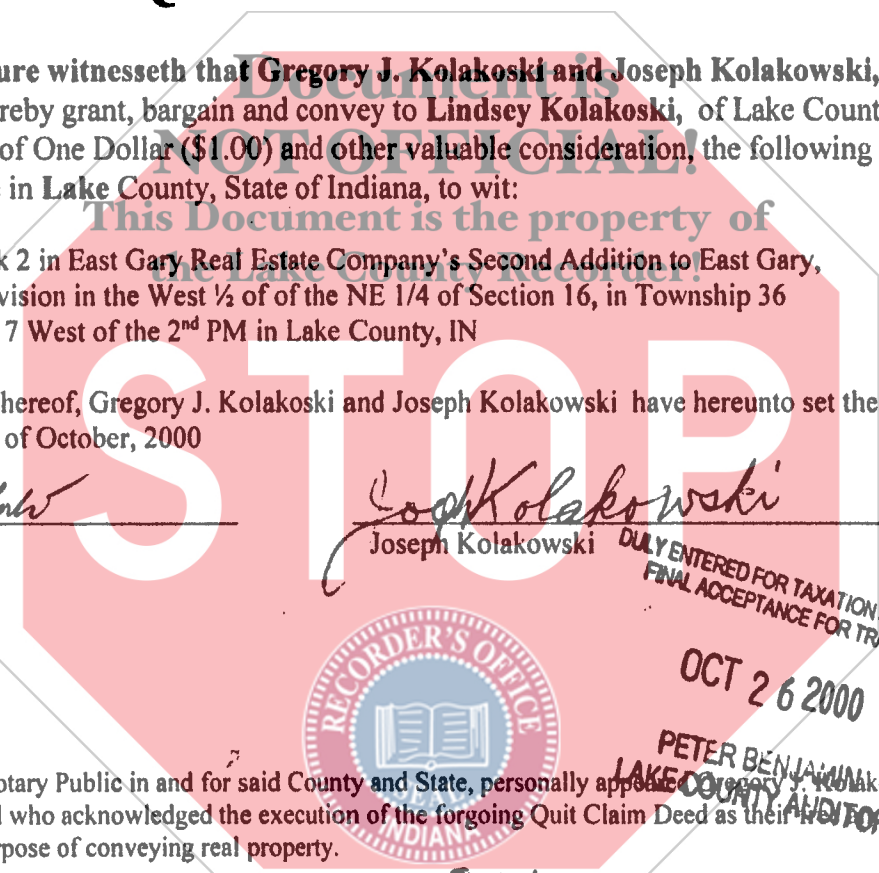 ure witnesseth that Gregory J. Kolakoski and Joseph Kolakowski,
reby grant, bargain and convey to Lindsey Kolakoski, of Lake Count
of One Dollar ($1.00) and other valuable consideration, the following
in Lake County, State of Indiana, to wit:
Document is
NOT OFFICIAL!
This Document is the property of
the Lake County Recorder!
k 2 in East Gary Real Estate Company's Second Addition to East Gary,
vision in the West ½ of of the NE 1/4 of Section 16, in Township 36
7 West of the 2nd PM in Lake County, IN
STOP
hereof, Gregory J. Kolakoski and Joseph Kolakowski have hereunto set the
of October, 2000
Joseph Kolakowski
Joseph Kolakowski
DULY ENTERED FOR TAXATION
FINAL ACCEPTANCE FOR TRA
OCT 26 2000
PETER BENJAMIN
LAKE COUNTY AUDITOR
RECORDER'S OFFICE
SEAL
INDIANA
otary Public in and for said County and State, personally appeared Gregory J. Kolak
d who acknowledged the execution of the forgoing Quit Claim Deed as their
rpose of conveying real property.